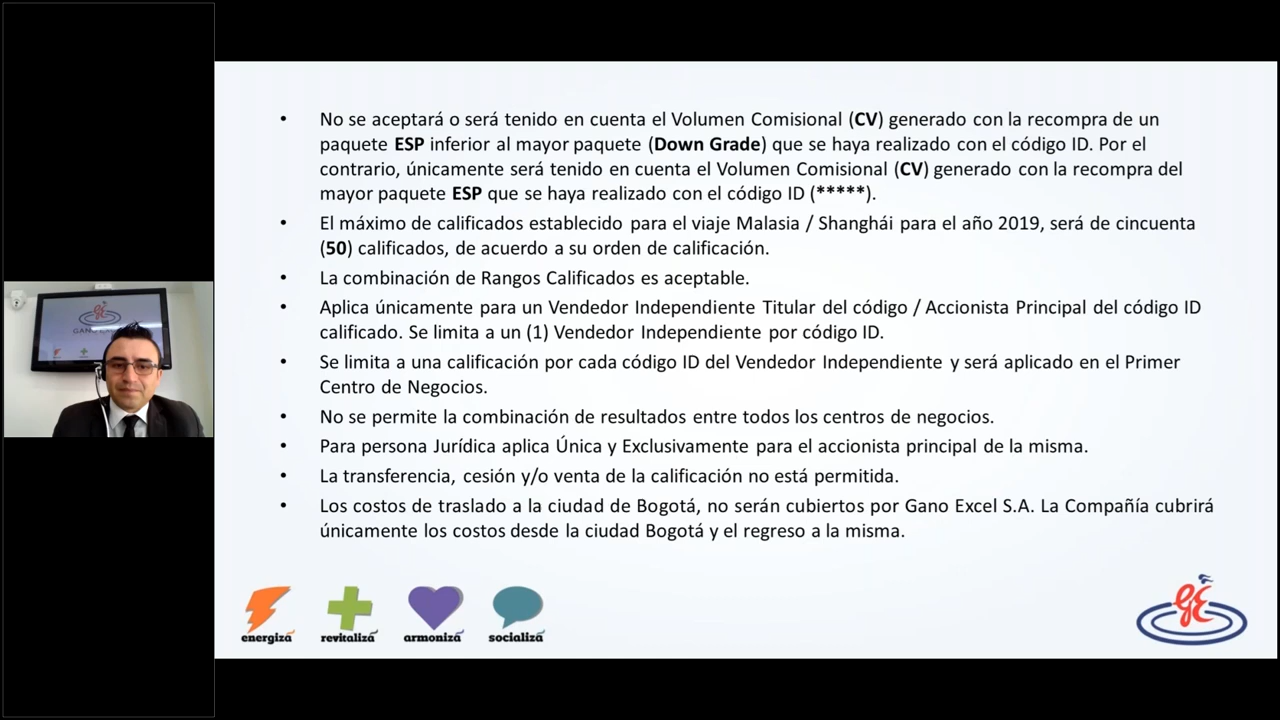 • No se aceptará o será tenido en cuenta el Volumen Comisional (CV) generado con la recompra de un
paquete ESP inferior al mayor paquete (Down Grade) que se haya realizado con el código ID. Por el
contrario, únicamente será tenido en cuenta el Volumen Comisional (CV) generado con la recompra del
mayor paquete ESP que se haya realizado con el código ID (*****).
• El máximo de calificados establecido para el viaje Malasia / Shanghái para el año 2019, será de cincuenta
(50) calificados, de acuerdo a su orden de calificación.
• La combinación de Rangos Calificados es aceptable.
• Aplica únicamente para un Vendedor Independiente Titular del código / Accionista Principal del código ID
calificado. Se limita a un (1) Vendedor Independiente por código ID.
• Se limita a una calificación por cada código ID del Vendedor Independiente y será aplicado en el Primer
Centro de Negocios.
• No se permite la combinación de resultados entre todos los centros de negocios.
• Para persona Jurídica aplica Única y Exclusivamente para el accionista principal de la misma.
• La transferencia, cesión y/o venta de la calificación no está permitida.
• Los costos de traslado a la ciudad de Bogotá, no serán cubiertos por Gano Excel S.A. La Compañía cubrirá
únicamente los costos desde la ciudad Bogotá y el regreso a la misma.
energizá revitalizá armonizá socializá
GE